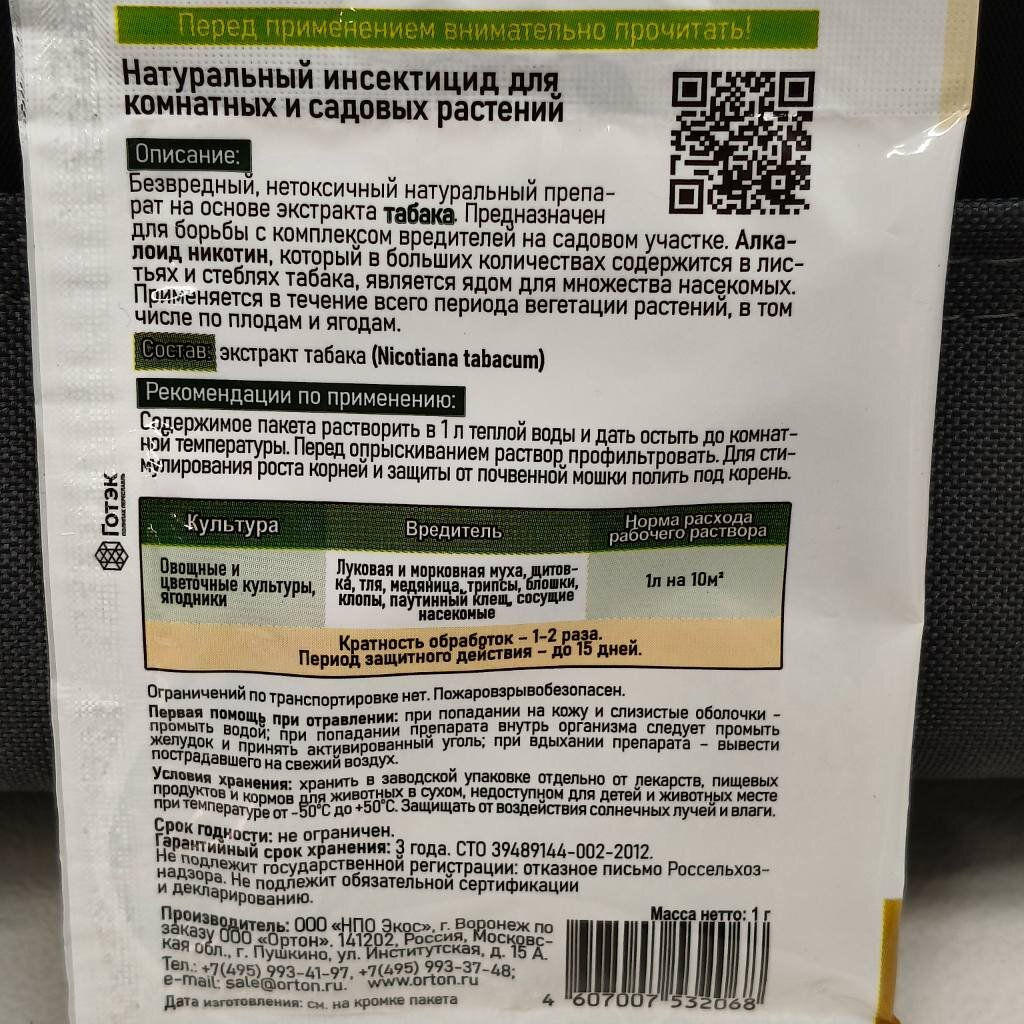 Перед применением внимательно прочитать!
Натуральный инсектицид для
комнатных и садовых растений
Описание:
Безвредный, нетоксичный натуральный препа-
рат на основе экстракта табака. Предназначен
для борьбы с комплексом вредителей на садовом участке. Алка-
лоид никотин, который в больших количествах содержится в лис-
тьях и стеблях табака, является ядом для множества насекомых.
Применяется в течение всего периода вегетации растений, в том
числе по плодам и ягодам.
Состав: экстракт табака (Nicotiana tabacum)
Рекомендации по применению:
Содержимое пакета растворить в 1 л теплой воды и дать остыть до комнат-
ной температуры. Перед опрыскиванием раствор профильтровать. Для сти-
мулирования роста корней и защиты от почвенной мошки полить под корень.
Готэк
Культура Вредитель Норма расхода
рабочего раствора
Овощные и
цветочные культуры,
ягодники
Луковая и морковная муха, щитов-
ка, тля, медяница, трипсы, блошки,
клопы, паутинный клещ, сосущие
насекомые
1л на 10м²
Кратность обработок – 1-2 раза.
Период защитного действия – до 15 дней.
Ограничений по транспортировке нет. Пожаровзрывобезопасен.
Первая помощь при отравлении: при попадании на кожу и слизистые оболочки -
промыть водой; при попадании препарата внутрь организма следует промыть
желудок и принять активированный уголь; при вдыхании препарата - вывести
пострадавшего на свежий воздух.
Условия хранения: хранить в заводской упаковке отдельно от лекарств, пищевых
продуктов и кормов для животных в сухом, недоступном для детей и животных месте
при температуре от -50°С до +50°С. Защищать от воздействия солнечных лучей и влаги.
Срок годности: не ограничен.
Гарантийный срок хранения: 3 года. СТО 39489144-002-2012.
Не подлежит государственной регистрации: отказное письмо Россельхоз-
надзора. Не подлежит обязательной сертификации
и декларированию.
Масса нетто: 1 г
Производитель: ООО «НПО Экос», г. Воронеж по
заказу ООО «Ортон». 141202, Россия, Московс-
кая обл., г. Пушкино, ул. Институтская, д. 15 А.
Тел.: +7(495) 993-41-97, +7(495) 993-37-48;
e-mail: sale@orton.ru. www.orton.ru
Дата изготовления: см. на кромке пакета
4 607007 532068